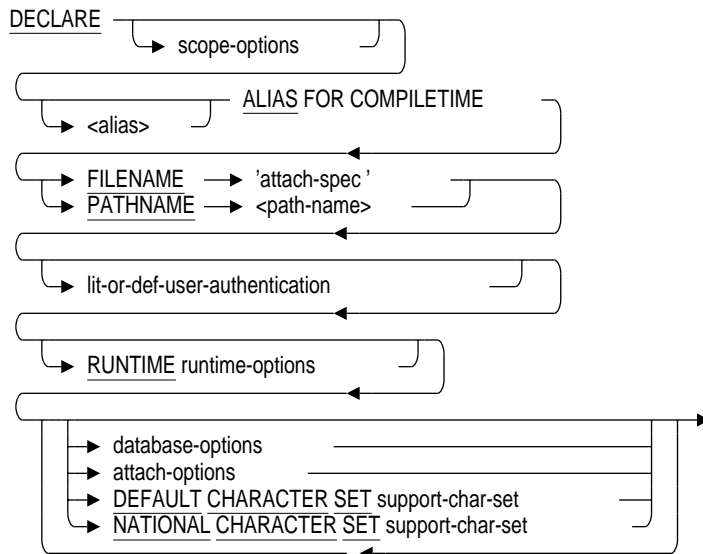 DECLARE
scope-options
ALIAS FOR COMPILETIME
<alias>
FILENAME 'attach-spec '
PATHNAME <path-name>
lit-or-def-user-authentication
RUNTIME runtime-options
database-options
attach-options
DEFAULT CHARACTER SET support-char-set
NATIONAL CHARACTER SET support-char-set